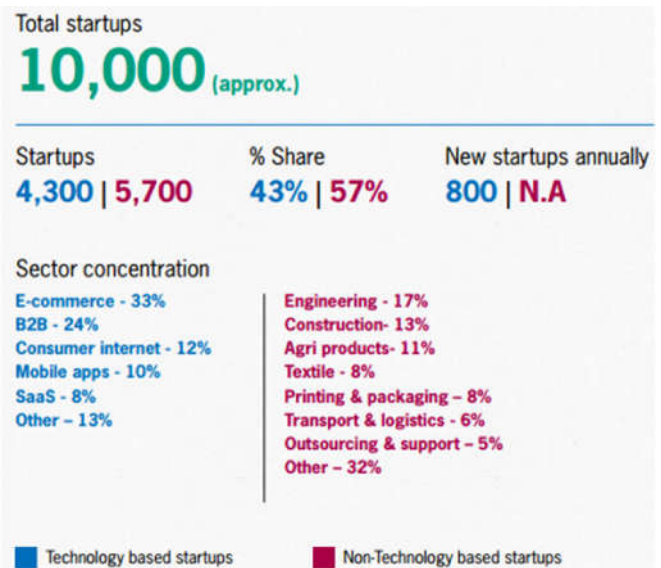 Total startups
10,000 (approx.)
Startups
4,300 | 5,700
% Share
43% | 57%
New startups annually
800 | N.A
Sector concentration
E-commerce - 33%
B2B - 24%
Consumer internet - 12%
Mobile apps - 10%
SaaS - 8%
Other – 13%
Engineering - 17%
Construction- 13%
Agri products- 11%
Textile - 8%
Printing & packaging – 8%
Transport & logistics - 6%
Outsourcing & support – 5%
Other – 32%
Technology based startups
Non-Technology based startups